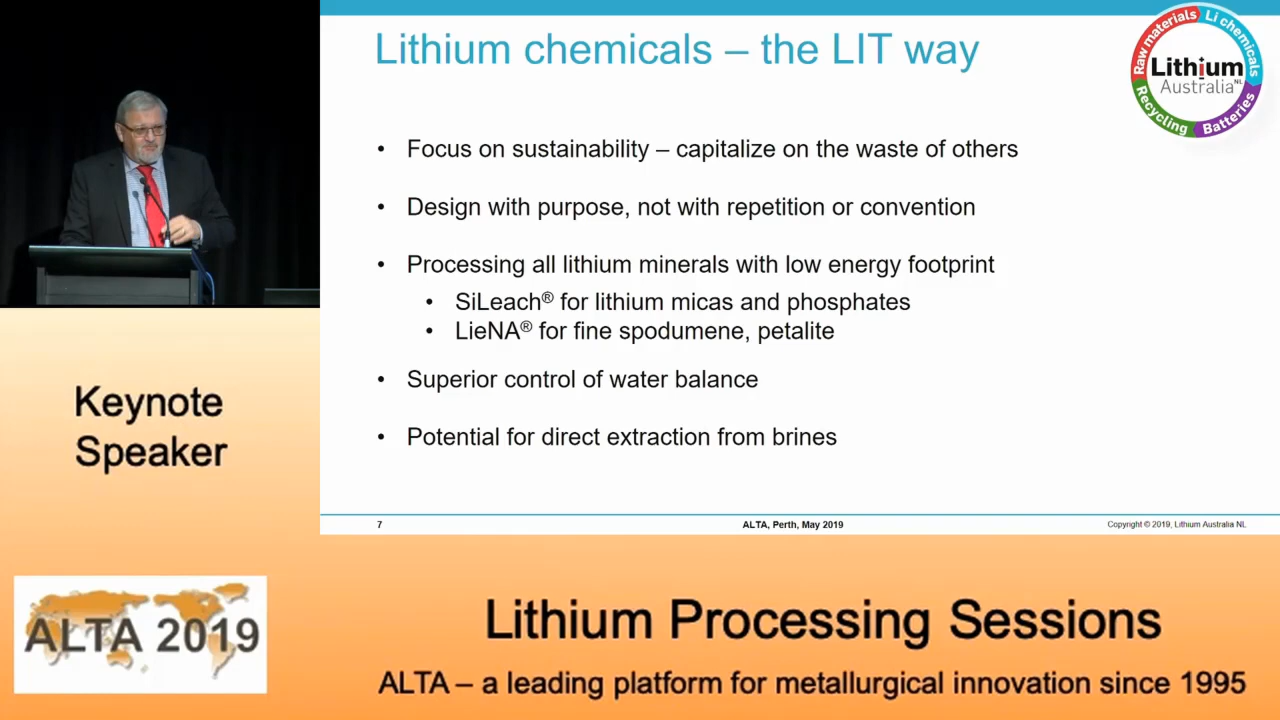 Lithium chemicals – the LIT way
Raw materials
Li chemicals
Lithium
Australia NL
Recycling
Batteries
• Focus on sustainability – capitalize on the waste of others
• Design with purpose, not with repetition or convention
• Processing all lithium minerals with low energy footprint
• SiLeach® for lithium micas and phosphates
• LieNA® for fine spodumene, petalite
• Superior control of water balance
• Potential for direct extraction from brines
7
ALTA, Perth, May 2019
Copyright © 2019, Lithium Australia NL
Keynote
Speaker
ALTA 2019
Lithium Processing Sessions
ALTA – a leading platform for metallurgical innovation since 1995